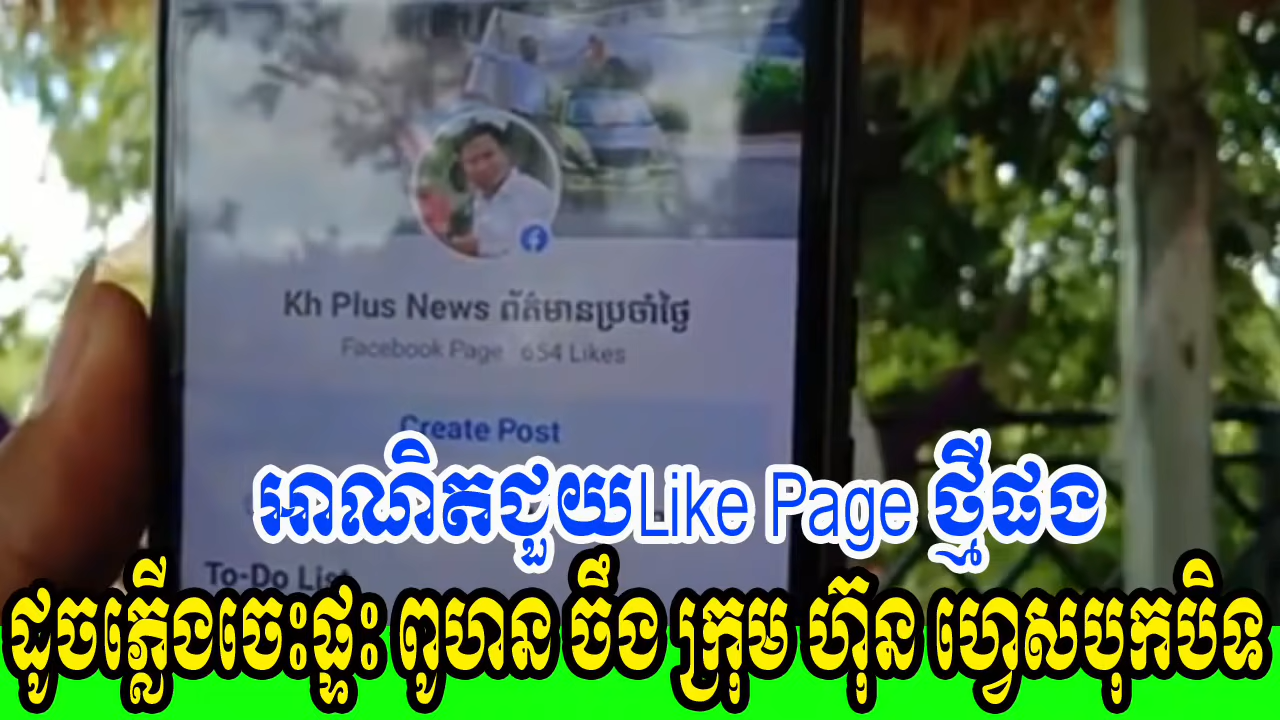 Kh Plus News ព័ត៌មានប្រចាំថ្ងៃ
Facebook Page 654 Likes
Create Post
អាណិតជួយLike Page ថ្មីផង
To-Do List
ដូចភ្លើងចេះផ្ទះ ពូហាន ចឹង ក្រុម ហ៊ុន ហ្វេសបុកបិទ